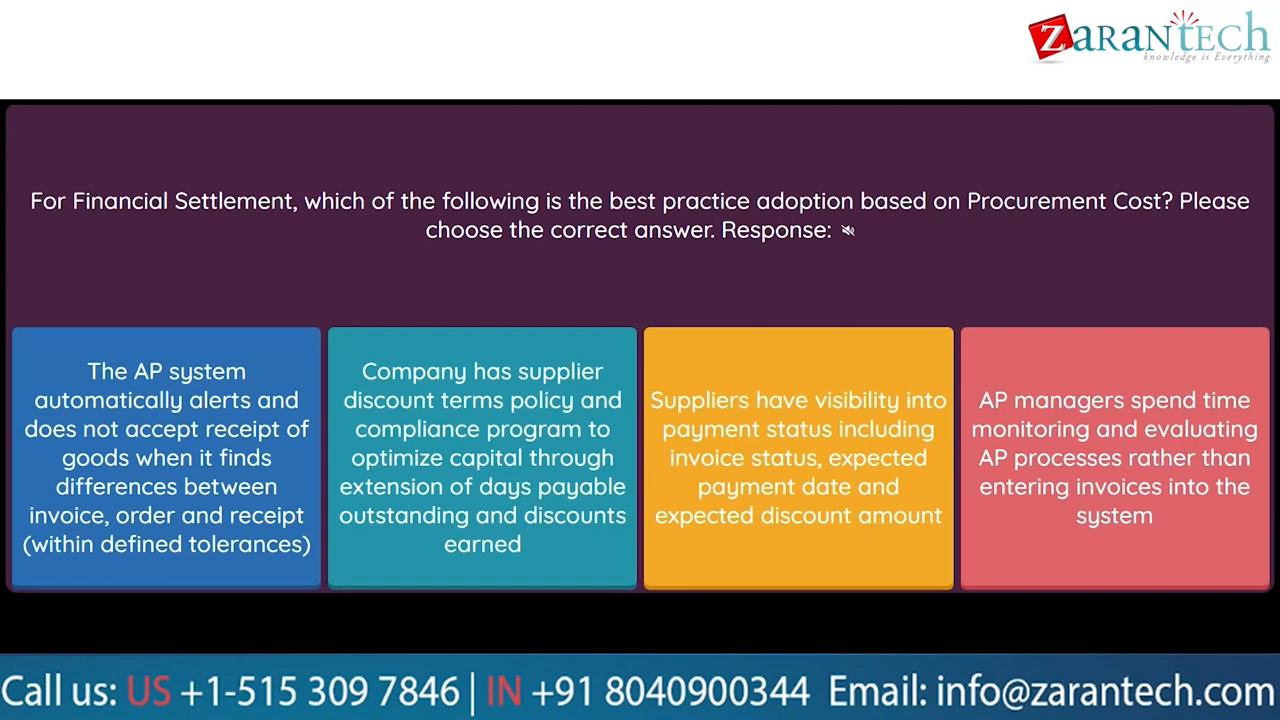 ZARANTECH
knowledge is Everything
For Financial Settlement, which of the following is the best practice adoption based on Procurement Cost? Please
choose the correct answer. Response:
The AP system
automatically alerts and
does not accept receipt of
goods when it finds
differences between
invoice, order and receipt
(within defined tolerances)
Company has supplier
discount terms policy and
compliance program to
optimize capital through
extension of days payable
outstanding and discounts
earned
Suppliers have visibility into
payment status including
invoice status, expected
payment date and
expected discount amount
AP managers spend time
monitoring and evaluating
AP processes rather than
entering invoices into the
system
Call us: US +1-515 309 7846 | IN +91 8040900344 Email: info@zarantech.com